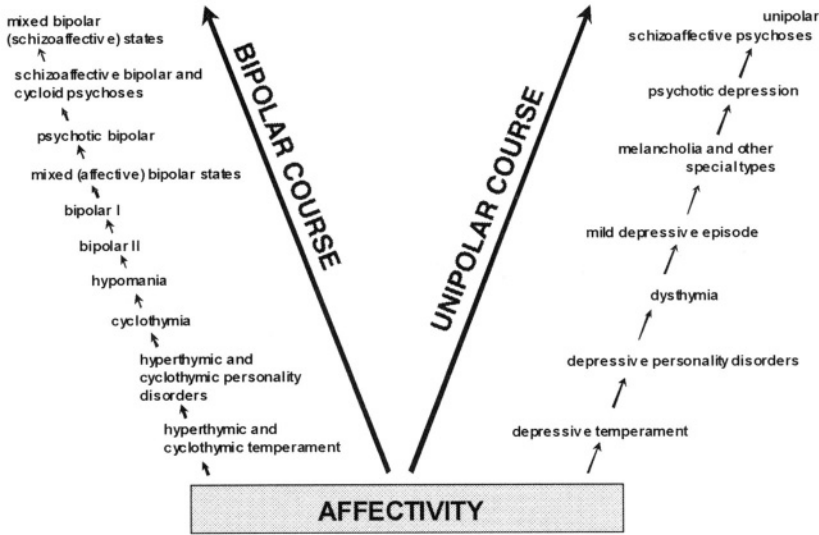 mixed bipolar
(schizoaffective) states
schizoaffective bipolar and
cycloid psychoses
psychotic bipolar
mixed (affective) bipolar states
bipolar I
bipolar II
hypomania
cyclothymia
hyperthymic and
cyclothymic personality
disorders
hyperthymic and
cyclothymic temperament
BIPOLAR COURSE
UNIPOLAR COURSE
unipolar
schizoaffective psychoses
psychotic depression
melancholia and other
special types
mild depressive episode
dysthymia
depressive personality disorders
depressive temperament
AFFECTIVITY